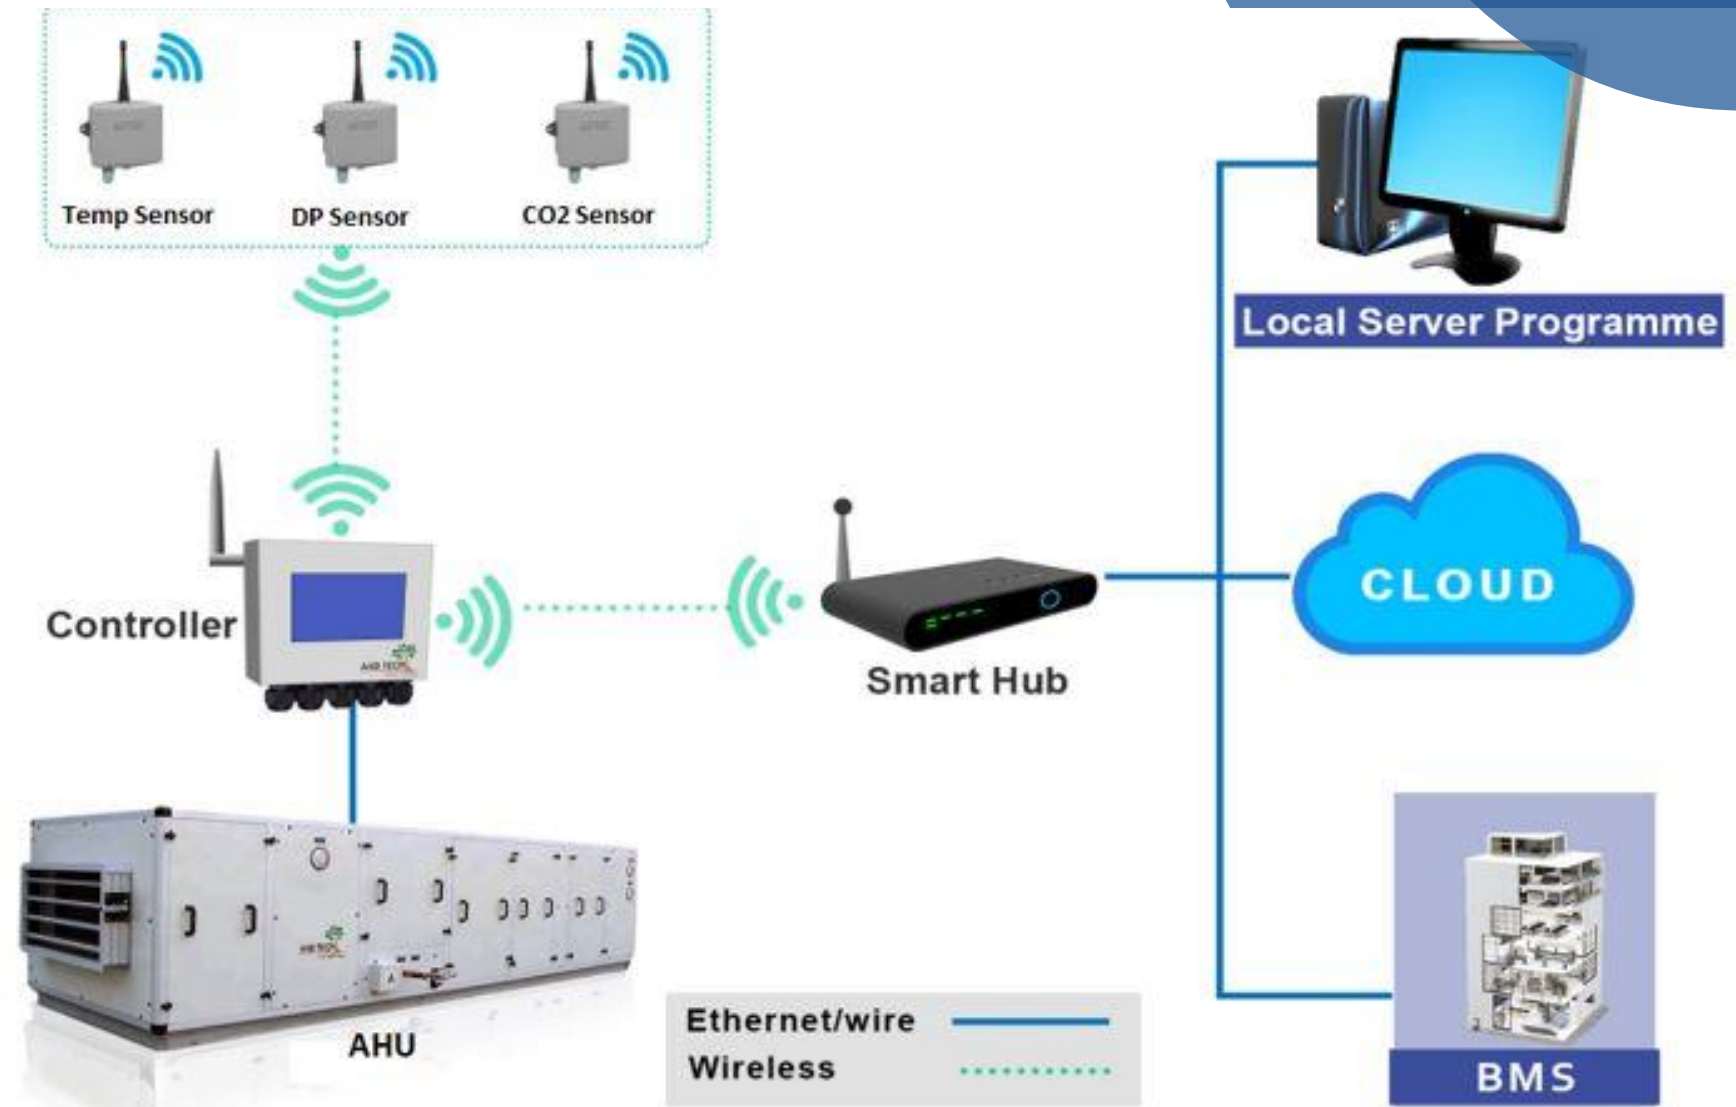 Temp Sensor
DP Sensor
CO2 Sensor
Local Server Programme
CLOUD
Controller
Smart Hub
AHU
Ethernet/wire
Wireless
BMS